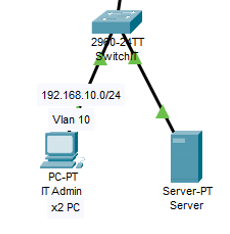 2960-24TT
SwitchIT
192.168.10.0/24
Vlan 10
PC-PT
IT Admin
x2 PC
Server-PT
Server